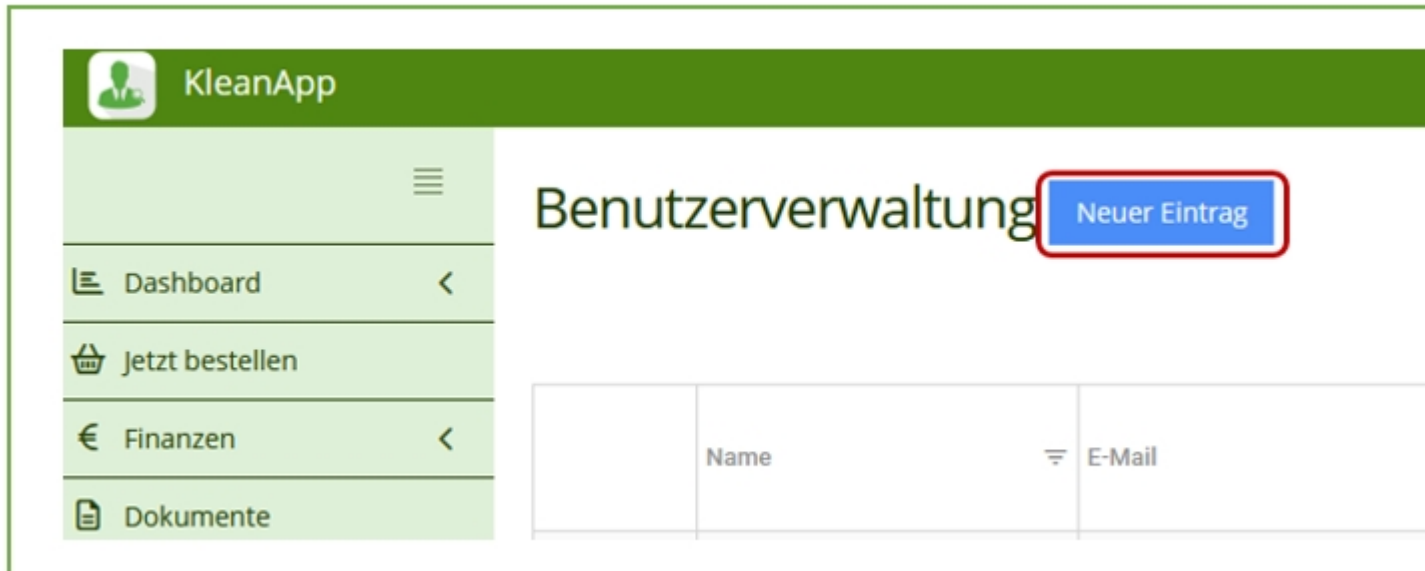 KleanApp
Benutzerverwaltung Neuer Eintrag
Dashboard
Jetzt bestellen
€ Finanzen
Dokumente
Name E-Mail